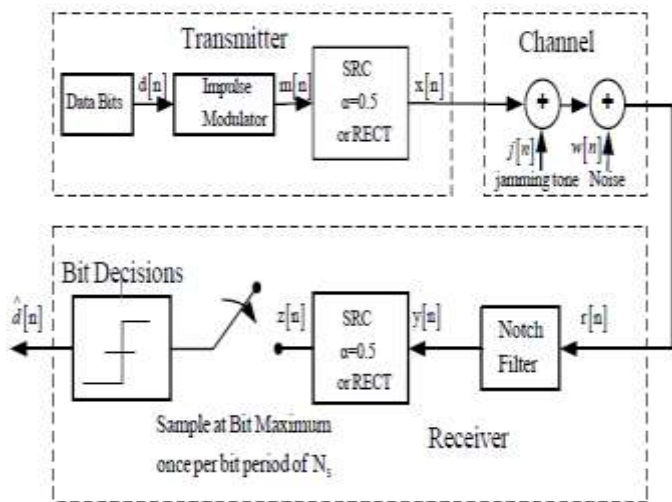 Transmitter
Channel
Data Bits
d[n]
Impulse
Modulator
m[n]
SRC
α=0.5
or RECT
x[n]
+
+
j[n]
w[n]
jamming tone
Noise
Bit Decisions
d̂[n]
z[n]
SRC
α=0.5
or RECT
y[n]
Notch
Filter
r[n]
Sample at Bit Maximum
once per bit period of Ns
Receiver